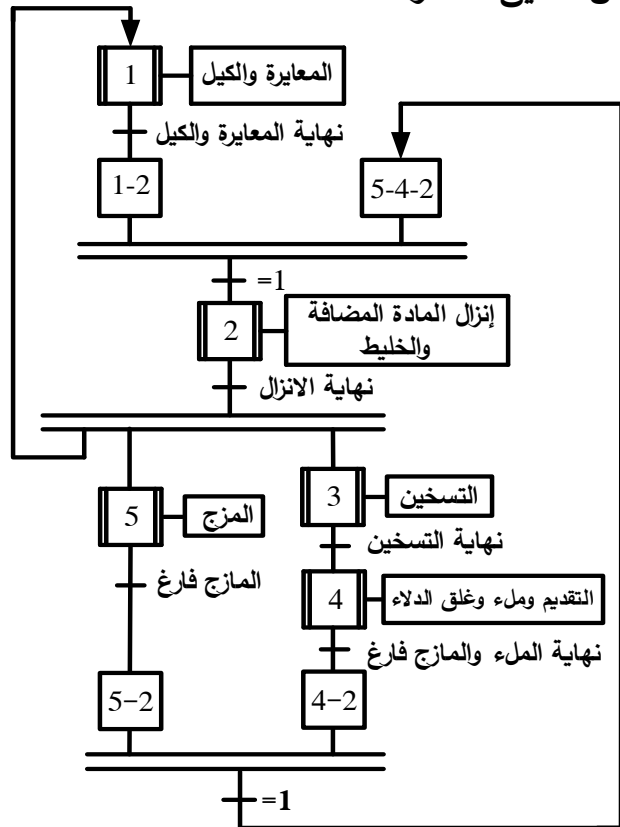 1
المعايرة والكيل
نهاية المعايرة والكيل
1-2
5-4-2
=1
2
إنزال المادة المضافة
والخليط
نهاية الانزال
5
المزج
3
التسخين
نهاية التسخين
المازج فارغ
4
التقديم وملء وغلق الدلاء
نهاية الملء والمازج فارغ
5-2
4-2
=1